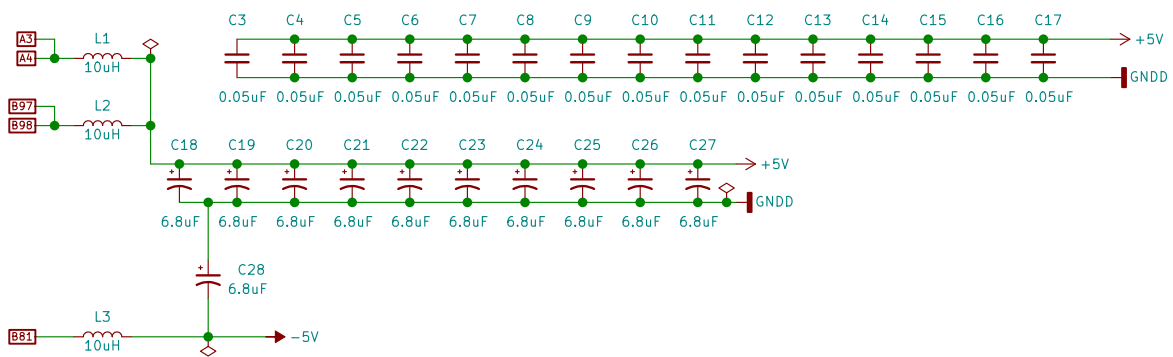 C3 C4 C5 C6 C7 C8 C9 C10 C11 C12 C13 C14 C15 C16 C17
A3 L1 +5V
A4 10uH GNDD
0.05uF 0.05uF 0.05uF 0.05uF 0.05uF 0.05uF 0.05uF 0.05uF 0.05uF 0.05uF 0.05uF 0.05uF 0.05uF 0.05uF 0.05uF
B97 L2
B98 10uH
C18 C19 C20 C21 C22 C23 C24 C25 C26 C27
+5V
+ + + + + + + + + +
GNDD
6.8uF 6.8uF 6.8uF 6.8uF 6.8uF 6.8uF 6.8uF 6.8uF 6.8uF 6.8uF
+ C28
6.8uF
B81 L3 -5V
10uH